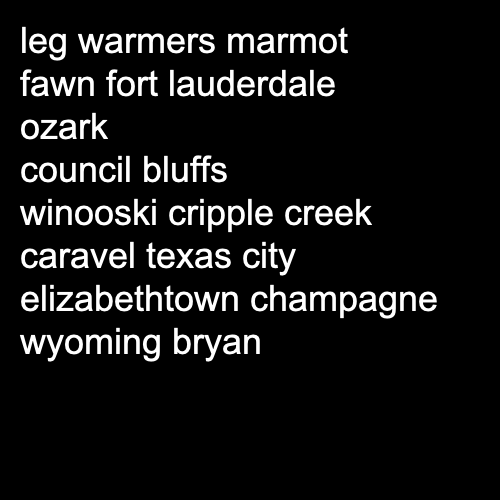 leg warmers marmot
fawn fort lauderdale
ozark
council bluffs
winooski cripple creek
caravel texas city
elizabethtown champagne
wyoming bryan